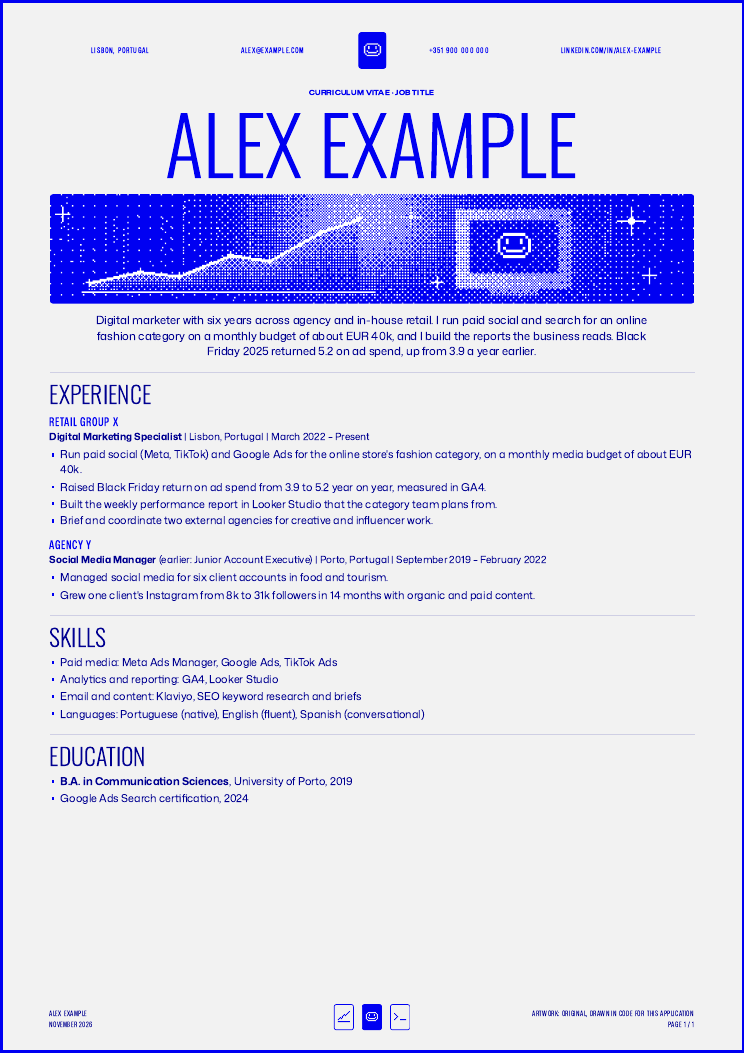 LISBON, PORTUGAL
ALEX@EXAMPLE.COM
+351 900 000 000
LINKEDIN.COM/IN/ALEX-EXAMPLE
CURRICULUM VITAE · JOB TITLE
ALEX EXAMPLE
Digital marketer with six years across agency and in-house retail. I run paid social and search for an online
fashion category on a monthly budget of about EUR 40k, and I build the reports the business reads. Black
Friday 2025 returned 5.2 on ad spend, up from 3.9 a year earlier.
EXPERIENCE
RETAIL GROUP X
Digital Marketing Specialist | Lisbon, Portugal | March 2022 – Present
Run paid social (Meta, TikTok) and Google Ads for the online store's fashion category, on a monthly media budget of about EUR
40k.
Raised Black Friday return on ad spend from 3.9 to 5.2 year on year, measured in GA4.
Built the weekly performance report in Looker Studio that the category team plans from.
Brief and coordinate two external agencies for creative and influencer work.
AGENCY Y
Social Media Manager (earlier: Junior Account Executive) | Porto, Portugal | September 2019 – February 2022
Managed social media for six client accounts in food and tourism.
Grew one client's Instagram from 8k to 31k followers in 14 months with organic and paid content.
SKILLS
Paid media: Meta Ads Manager, Google Ads, TikTok Ads
Analytics and reporting: GA4, Looker Studio
Email and content: Klaviyo, SEO keyword research and briefs
Languages: Portuguese (native), English (fluent), Spanish (conversational)
EDUCATION
B.A. in Communication Sciences, University of Porto, 2019
Google Ads Search certification, 2024
ALEX EXAMPLE
NOVEMBER 2026
ARTWORK: ORIGINAL, DRAWN IN CODE FOR THIS APPLICATION
PAGE 1 / 1